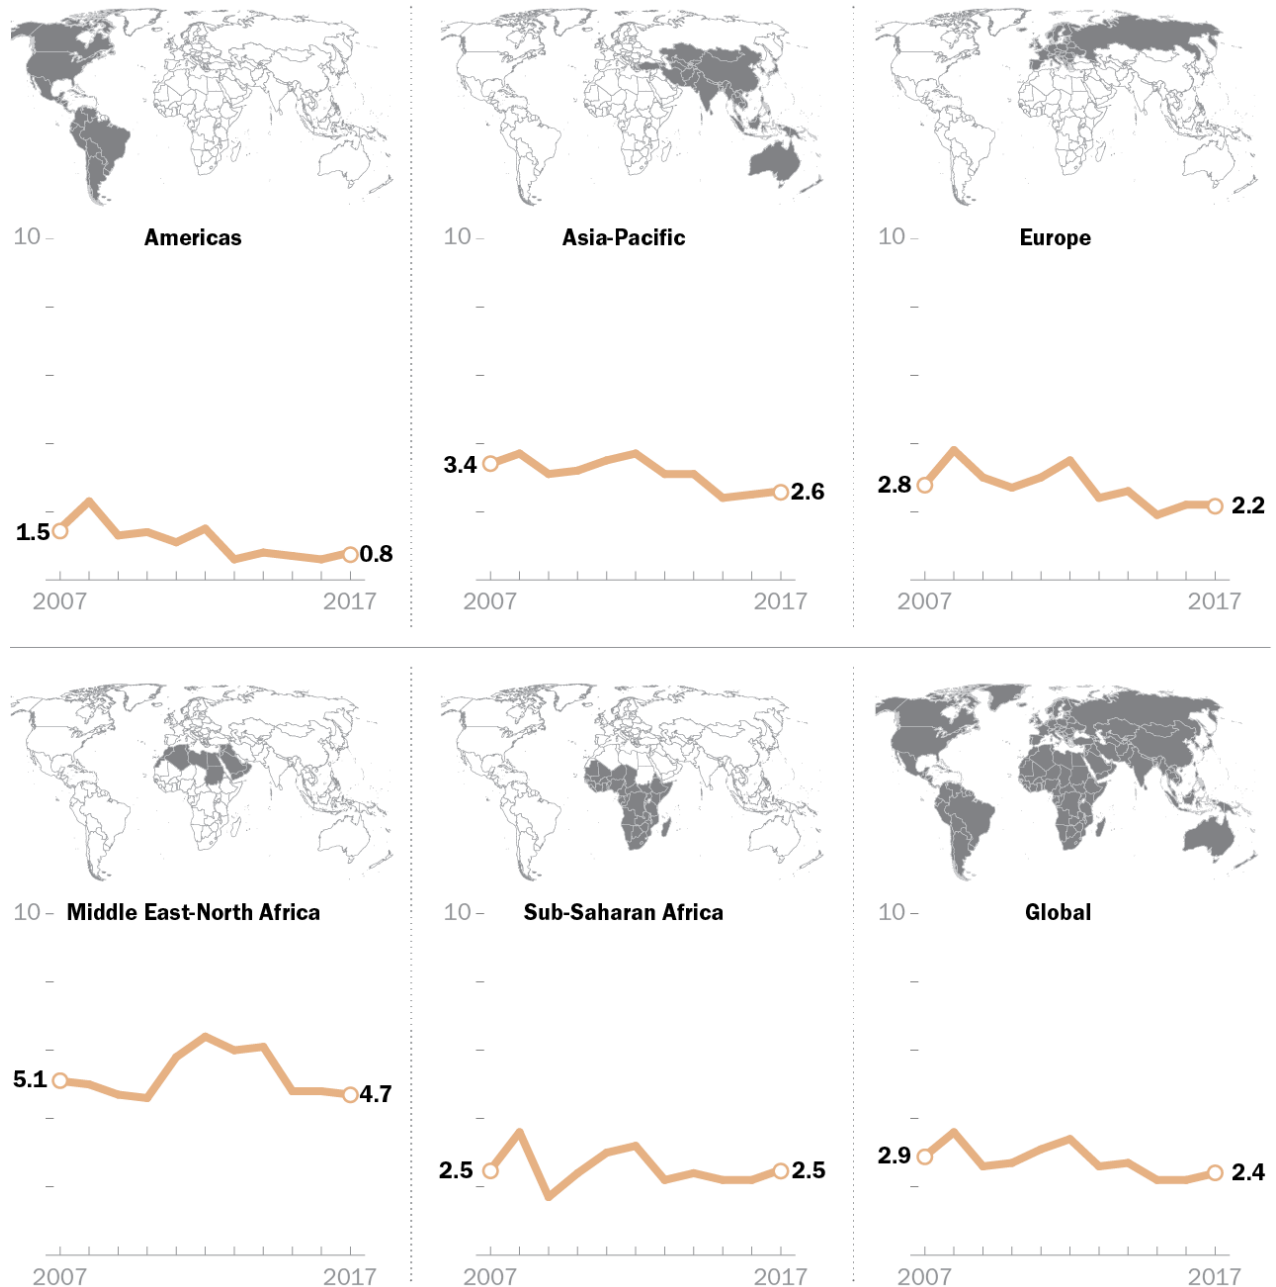 10 Americas
1.5
0.8
2007 2017
10 Asia-Pacific
3.4
2.6
2007 2017
10 Europe
2.8
2.2
2007 2017
10 Middle East-North Africa
5.1
4.7
2007 2017
10 Sub-Saharan Africa
2.5 2.5
2007 2017
10 Global
2.9
2.4
2007 2017